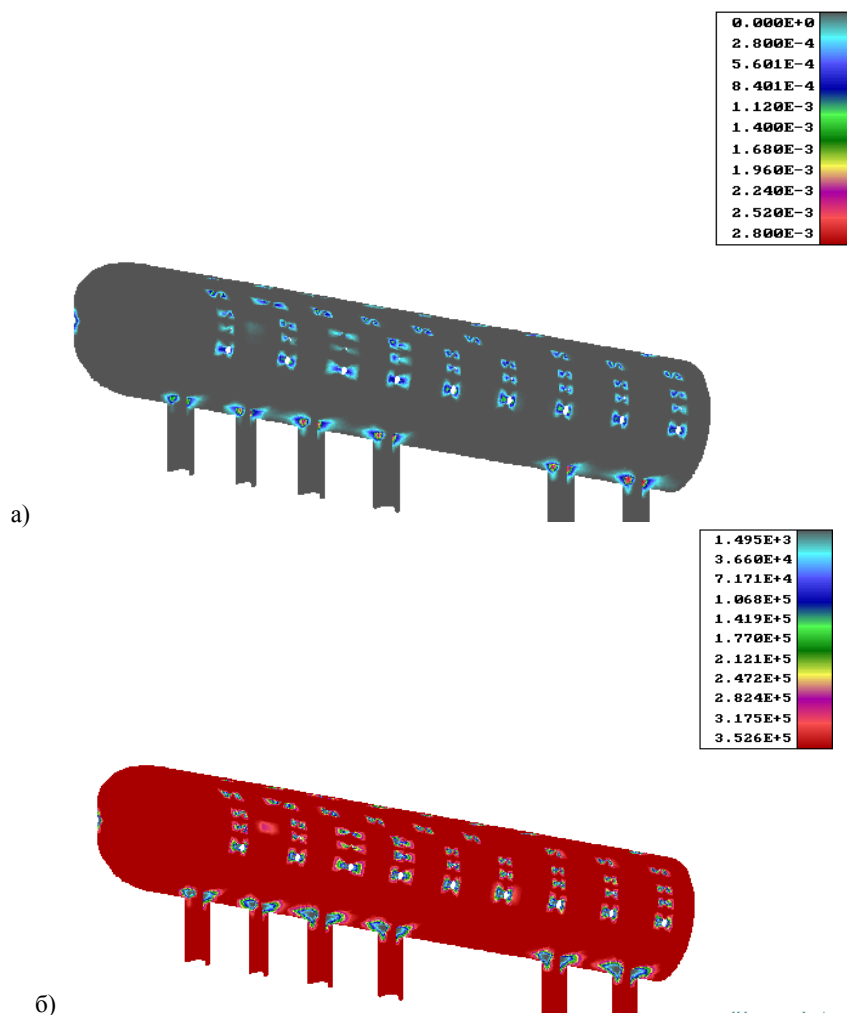 0.000E+0
2.800E-4
5.601E-4
8.401E-4
1.120E-3
1.400E-3
1.680E-3
1.960E-3
2.240E-3
2.520E-3
2.800E-3
а)
1.495E+3
3.660E+4
7.171E+4
1.068E+5
1.419E+5
1.770E+5
2.121E+5
2.472E+5
2.824E+5
3.175E+5
3.526E+5
б)